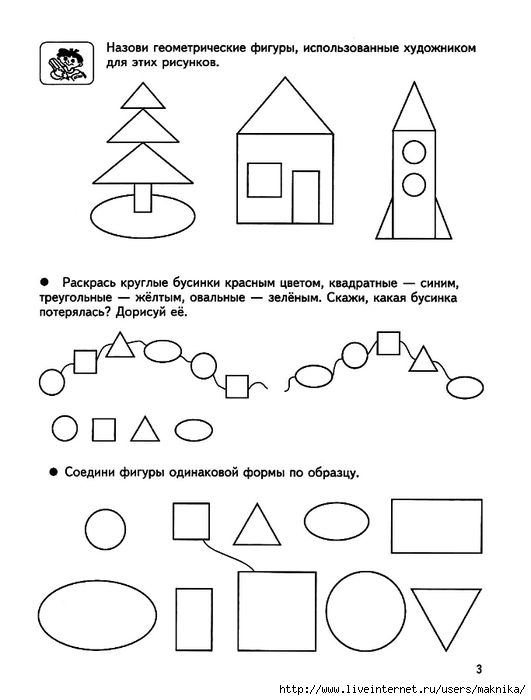 Назови геометрические фигуры, использованные художником
для этих рисунков.
● Раскрась круглые бусинки красным цветом, квадратные — синим,
треугольные — жёлтым, овальные — зелёным. Скажи, какая бусинка
потерялась? Дорисуй её.
● Соедини фигуры одинаковой формы по образцу.
3
http://www.liveinternet.ru/users/maknika/